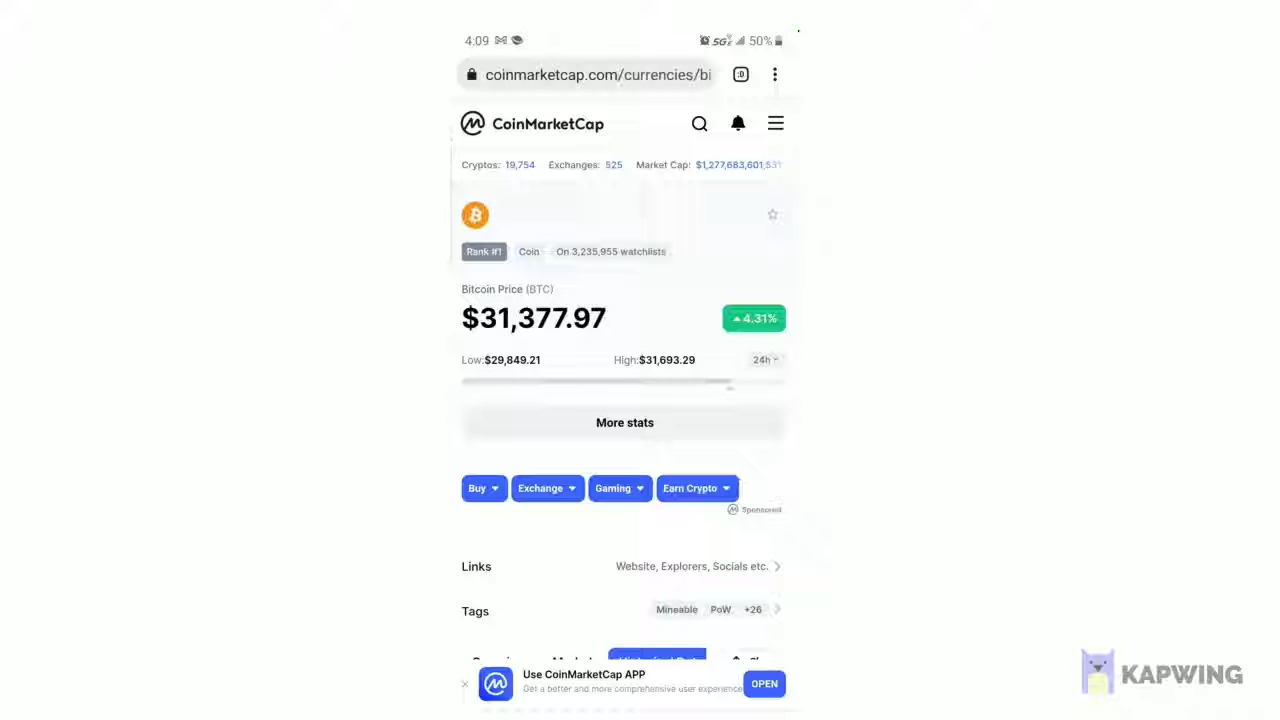 4:09 5G 50%
coinmarketcap.com/currencies/bi :D
CoinMarketCap
Cryptos: 19,754 Exchanges: 525 Market Cap: $1,277,683,601,531
Rank #1 Coin On 3,235,955 watchlists
Bitcoin Price (BTC)
$31,377.97 4.31%
Low:$29,849.21 High:$31,693.29 24h
More stats
Buy Exchange Gaming Earn Crypto
Sponsored
Links Website, Explorers, Socials etc.
Tags Mineable PoW +26
Use CoinMarketCap APP
Get a better and more comprehensive user experience
OPEN
KAPWING